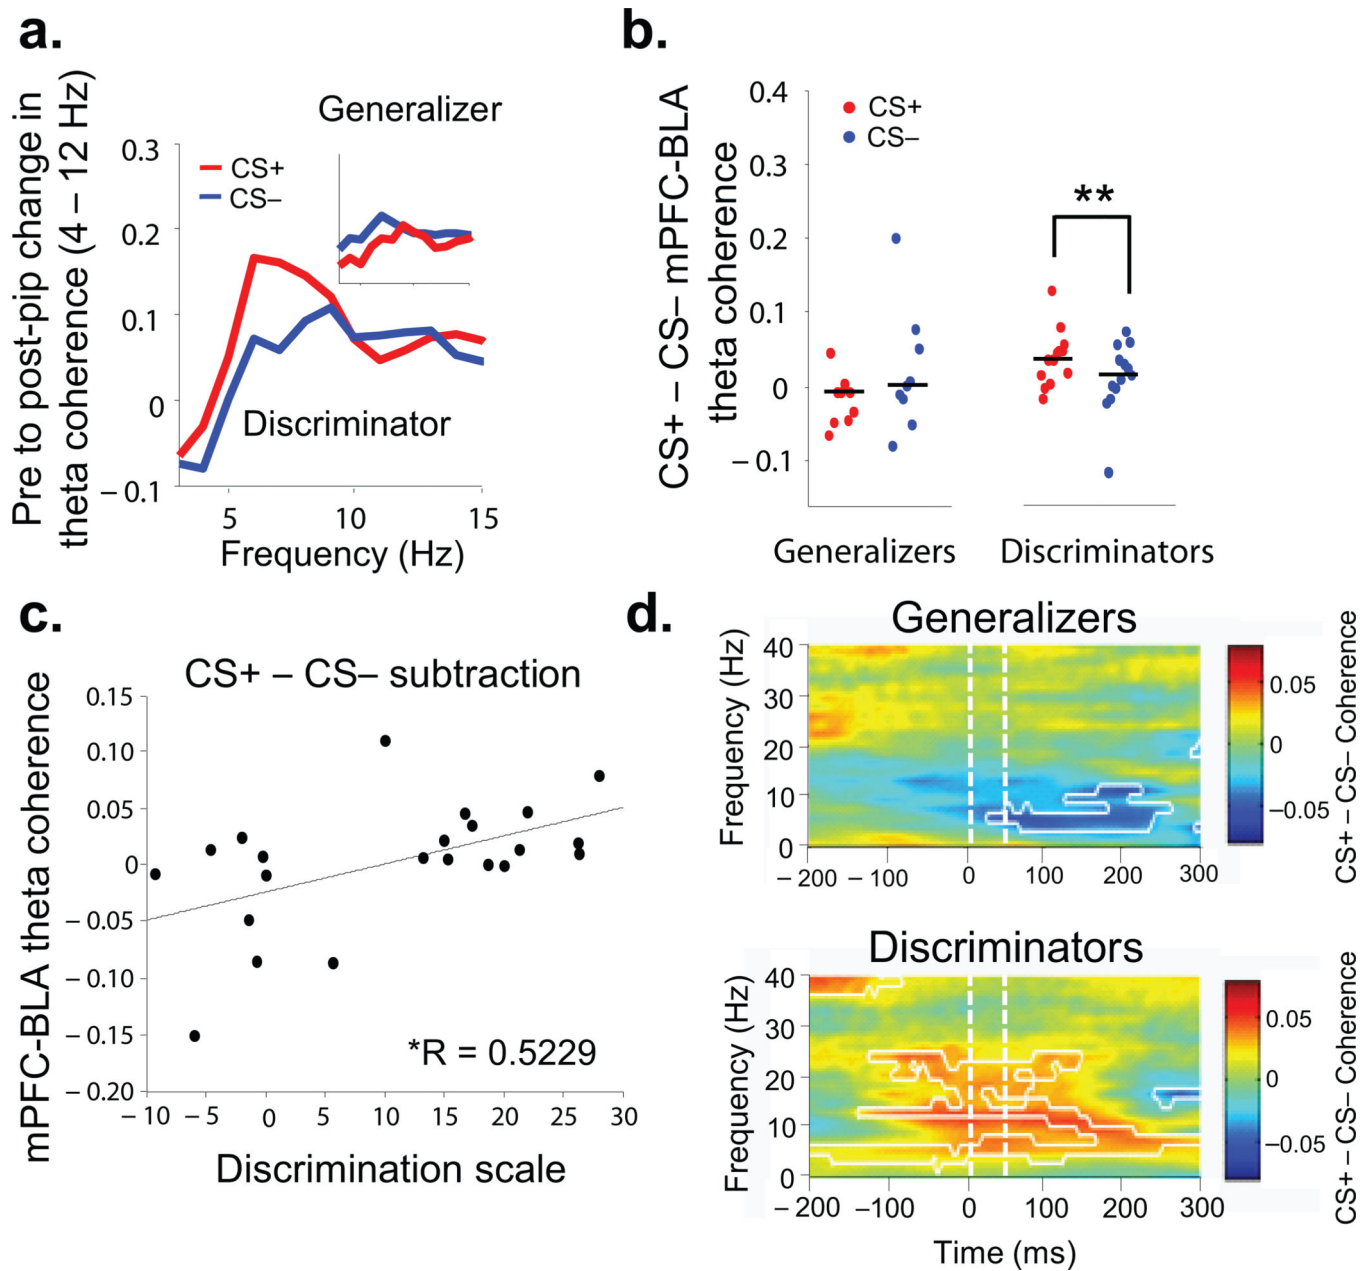 a.
Pre to post-pip change in
theta coherence (4 – 12 Hz)
Generalizer
CS+
CS–
0.3
0.2
0.1
0
– 0.1
Discriminator
5
10
15
Frequency (Hz)
b.
CS+ – CS– mPFC-BLA
theta coherence
CS+
CS–
0.4
0.3
0.2
0.1
0
– 0.1
**
Generalizers
Discriminators
c.
CS+ – CS– subtraction
mPFC-BLA theta coherence
0.15
0.10
0.05
0
– 0.05
– 0.10
– 0.15
– 0.20
*R = 0.5229
– 10
– 5
0
5
10
15
20
25
30
Discrimination scale
d.
Generalizers
Frequency (Hz)
40
30
20
10
0
– 200
– 100
0
100
200
300
0.05
0
–0.05
CS+ – CS– Coherence
Discriminators
Frequency (Hz)
40
30
20
10
0
– 200
–100
0
100
200
300
0.05
0
–0.05
CS+ – CS– Coherence
Time (ms)